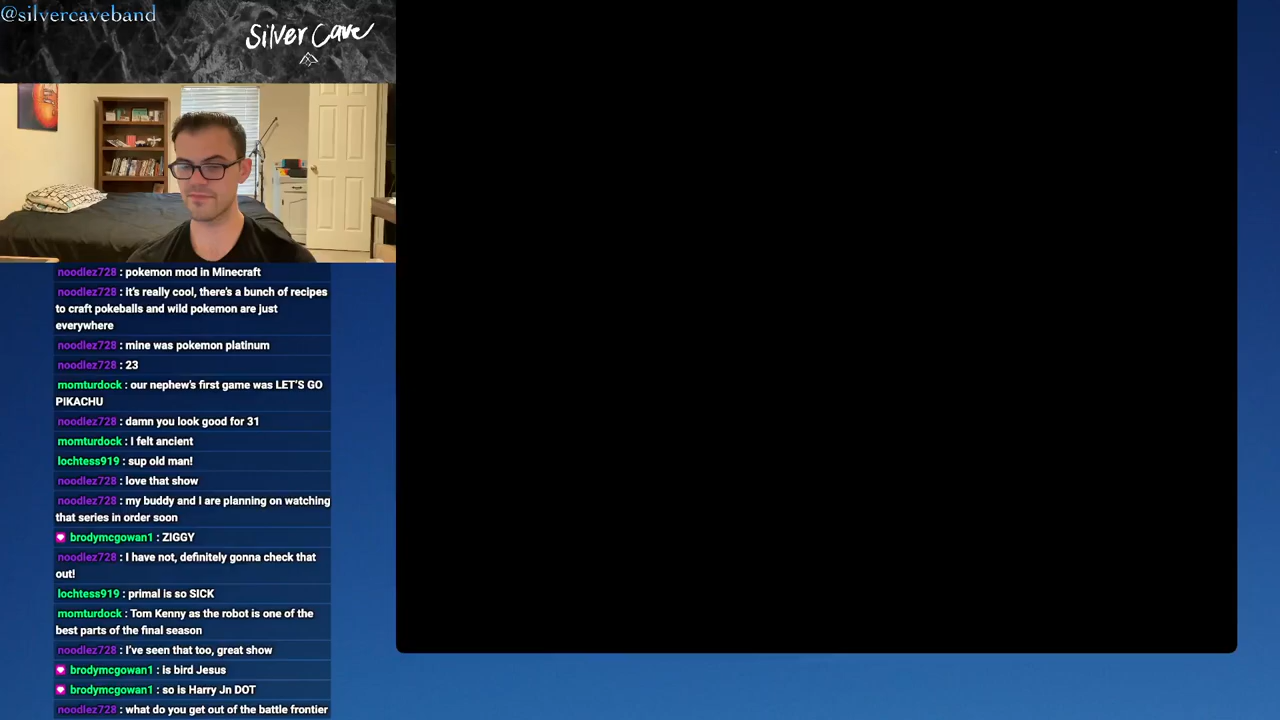 @silvercaveband
Silver Cave
noodlez728 : pokemon mod in Minecraft
noodlez728 : it's really cool, there's a bunch of recipes
to craft pokeballs and wild pokemon are just
everywhere
noodlez728 : mine was pokemon platinum
noodlez728 : 23
momturdock : our nephew's first game was LET'S GO
PIKACHU
noodlez728 : damn you look good for 31
momturdock : I felt ancient
lochtess919 : sup old man!
noodlez728 : love that show
noodlez728 : my buddy and I are planning on watching
that series in order soon
brodymcgowan1 : ZIGGY
noodlez728 : I have not, definitely gonna check that
out!
lochtess919 : primal is so SICK
momturdock : Tom Kenny as the robot is one of the
best parts of the final season
noodlez728 : I've seen that too, great show
brodymcgowan1 : is bird Jesus
brodymcgowan1 : so is Harry Jn DOT
noodlez728 : what do you get out of the battle frontier